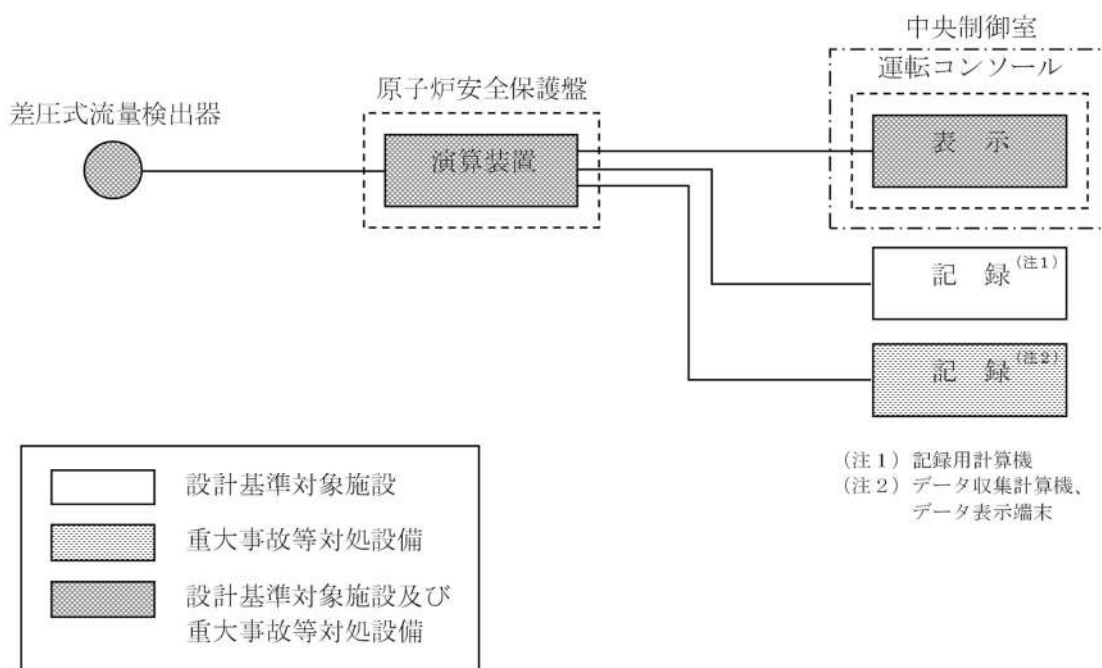 中央制御室
運転コンソール
原子炉安全保護盤
差圧式流量検出器
演算装置
表 示
記 録(注1)
記 録(注2)
(注1)記録用計算機
(注2)データ収集計算機、
データ表示端末
設計基準対象施設
重大事故等対処設備
設計基準対象施設及び
重大事故等対処設備